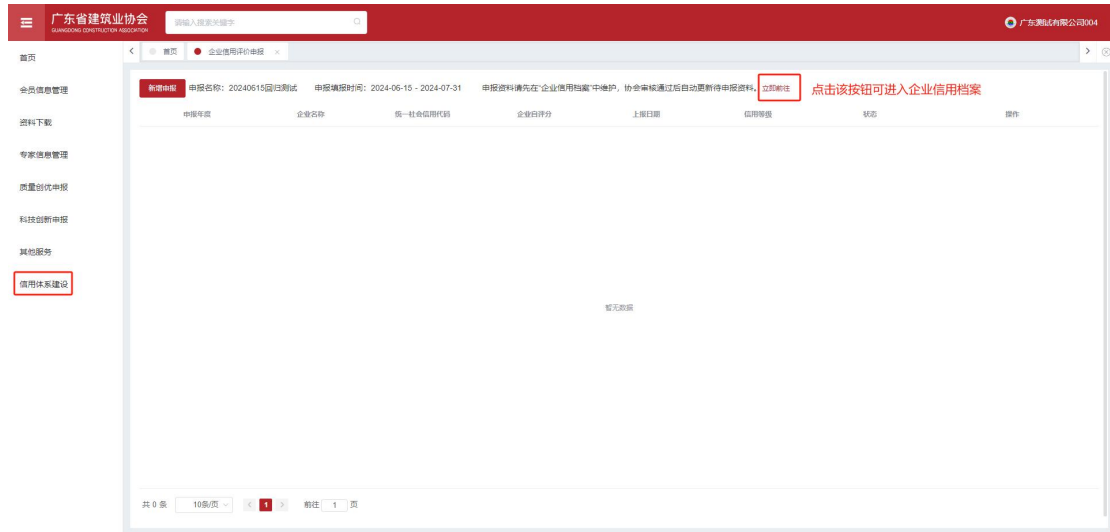 广东省建筑业协会
GUANGDONG CONSTRUCTION ASSOCIATION
请输入搜索关键字
广东测试有限公司004
首页
会员信息管理
资料下载
专家信息管理
质量创优申报
科技创新申报
其他服务
信用体系建设
首页 企业信用评价申报
新增申报 申报名称：20240615回归测试 申报填报时间：2024-06-15 - 2024-07-31 申报资料请先在“企业信用档案”中维护，协会审核通过后自动更新待申报资料。 立即前往 点击该按钮可进入企业信用档案
申报年度 企业名称 统一社会信用代码 企业自评分 上报日期 信用等级 状态 操作
暂无数据
共 0 条 10条/页 1 前往 1 页